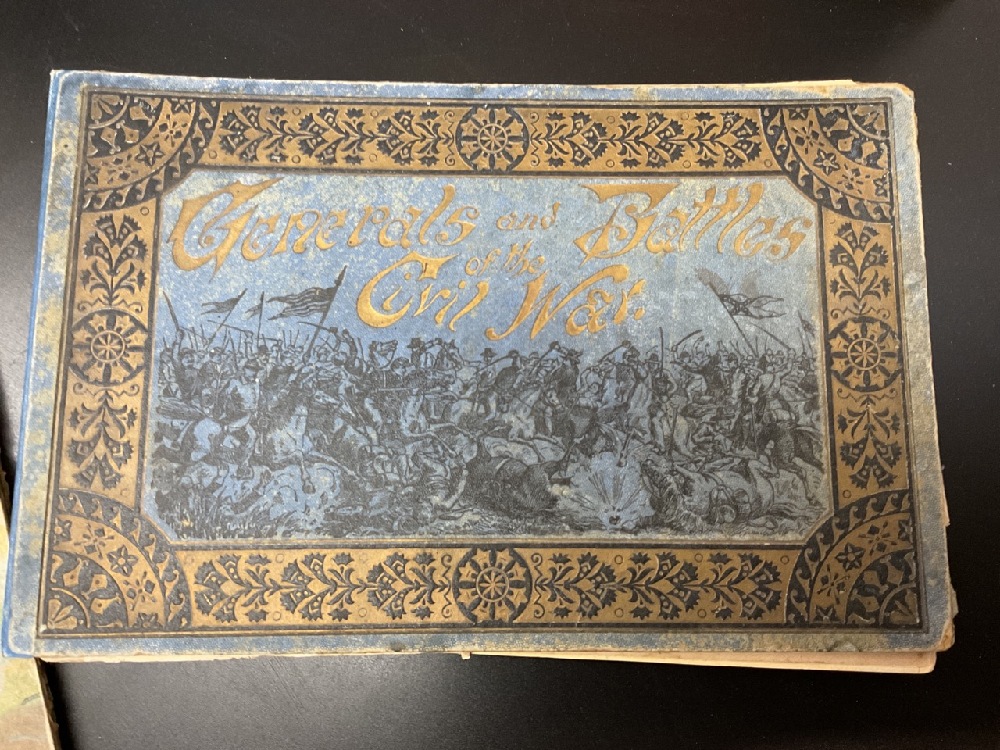 Generals and Battles
of the
Civil War.